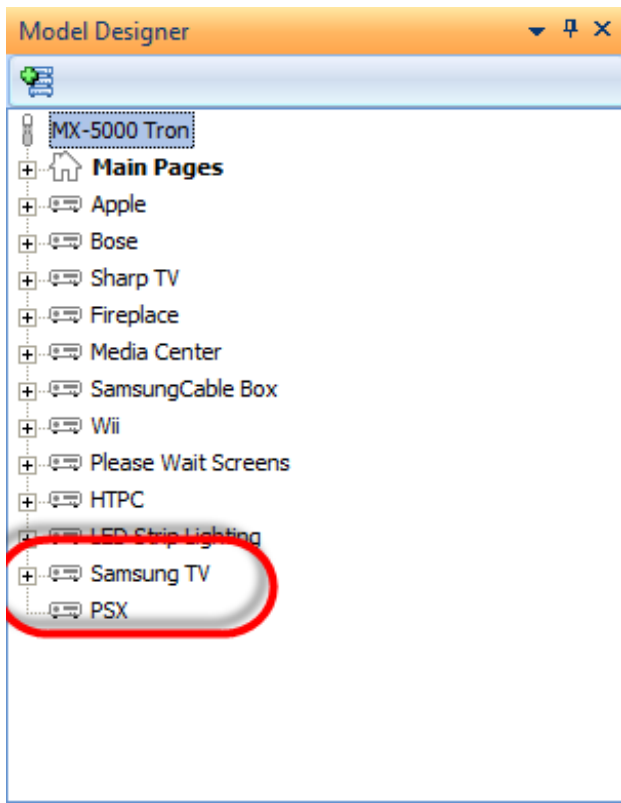 Model Designer
MX-5000 Tron
Main Pages
Apple
Bose
Sharp TV
Fireplace
Media Center
SamsungCable Box
Wii
Please Wait Screens
HTPC
LED Strip Lighting
Samsung TV
PSX